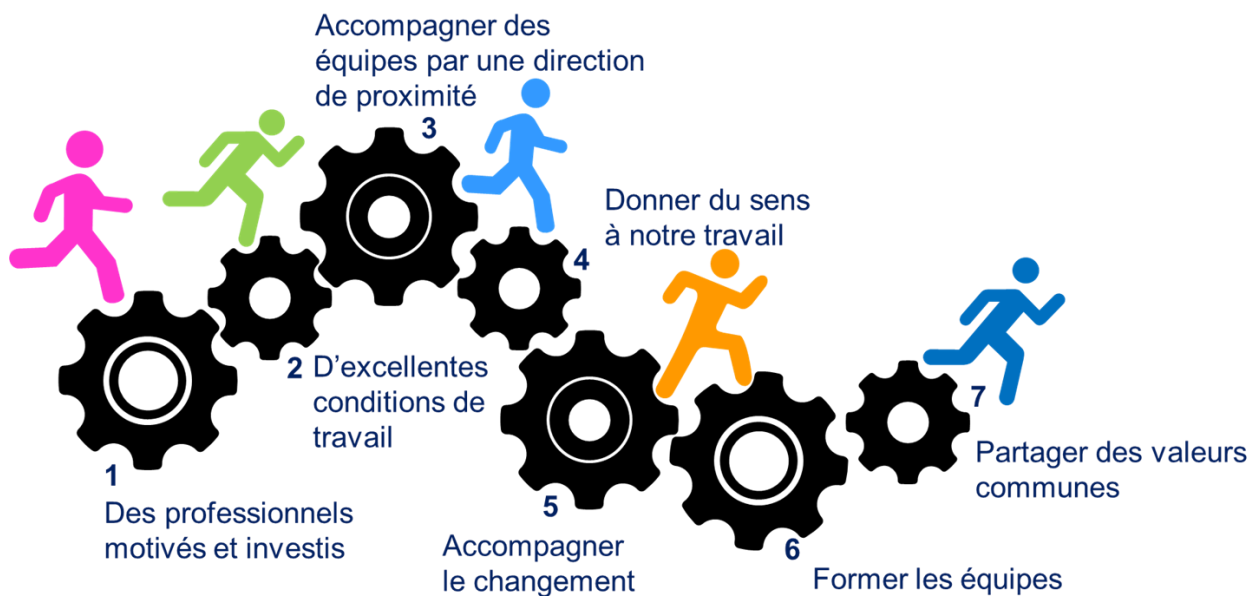 Accompagner des
équipes par une direction
de proximité
3
Donner du sens
à notre travail
4
2 D’excellentes
conditions de
travail
1
Des professionnels
motivés et investis
5
Accompagner
le changement
6
Former les équipes
7
Partager des valeurs
communes